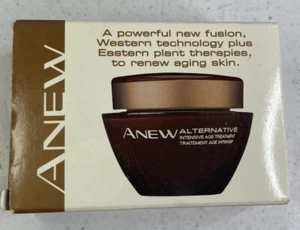 ANEW
A powerful new fusion,
Western technology plus
Eastern plant therapies,
to renew aging skin.
ANEW ALTERNATIVE
INTENSIVE AGE TREATMENT
TRAITEMENT AGE INTENSIF